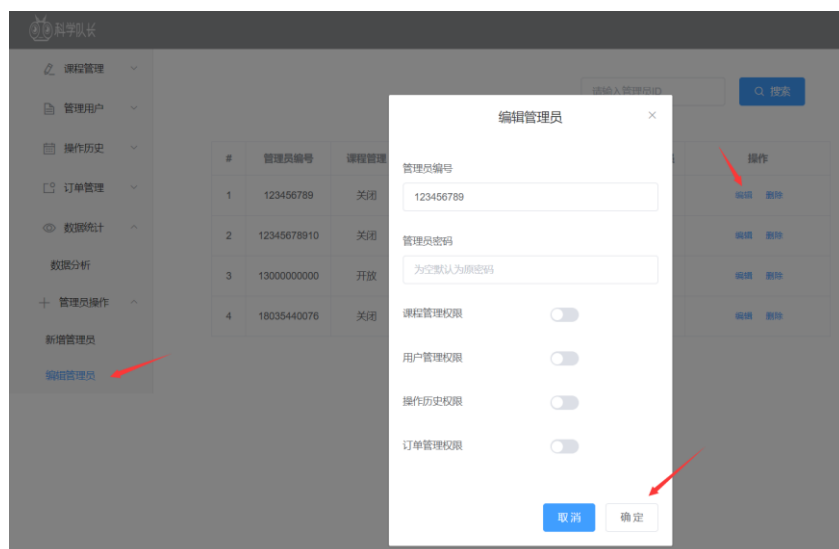 科学队长
课程管理
管理用户
操作历史
订单管理
数据统计
数据分析
管理员操作
新增管理员
编辑管理员
请输入管理员ID
搜索
# 管理员编号 课程管理 操作
1 123456789 关闭 编辑 删除
2 12345678910 关闭 编辑 删除
3 13000000000 开放 编辑 删除
4 18035440076 关闭 编辑 删除
编辑管理员
管理员编号
123456789
管理员密码
为空默认为原密码
课程管理权限
用户管理权限
操作历史权限
订单管理权限
取消 确定